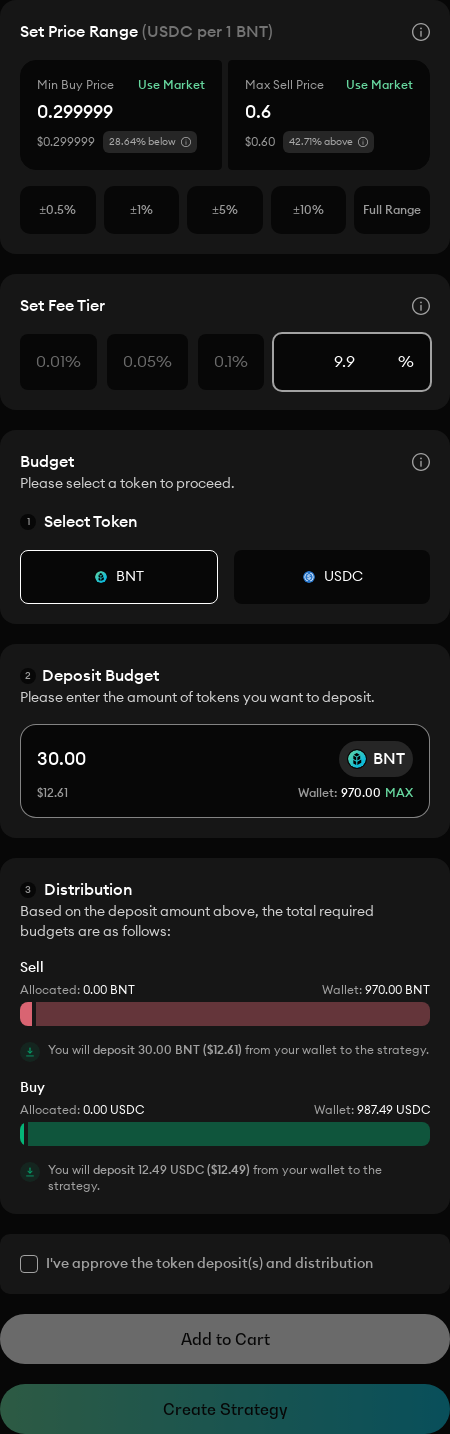 Set Price Range (USDC per 1 BNT)
Min Buy Price Use Market
0.299999
$0.299999 28.64% below
Max Sell Price Use Market
0.6
$0.60 42.71% above
±0.5% ±1% ±5% ±10% Full Range
Set Fee Tier
0.01% 0.05% 0.1% 9.9 %
Budget
Please select a token to proceed.
1 Select Token
BNT USDC
2 Deposit Budget
Please enter the amount of tokens you want to deposit.
30.00 BNT
$12.61 Wallet: 970.00 MAX
3 Distribution
Based on the deposit amount above, the total required
budgets are as follows:
Sell
Allocated: 0.00 BNT Wallet: 970.00 BNT
You will deposit 30.00 BNT ($12.61) from your wallet to the strategy.
Buy
Allocated: 0.00 USDC Wallet: 987.49 USDC
You will deposit 12.49 USDC ($12.49) from your wallet to the
strategy.
I've approve the token deposit(s) and distribution
Add to Cart
Create Strategy